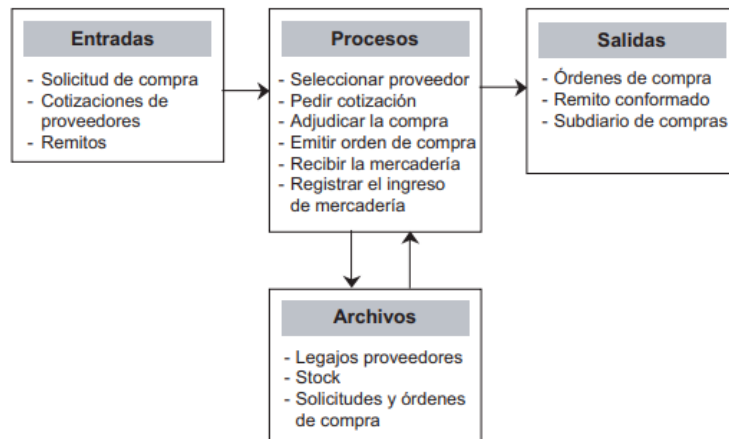 Entradas
- Solicitud de compra
- Cotizaciones de
proveedores
- Remitos
Procesos
- Seleccionar proveedor
- Pedir cotización
- Adjudicar la compra
- Emitir orden de compra
- Recibir la mercadería
- Registrar el ingreso
de mercadería
Salidas
- Órdenes de compra
- Remito conformado
- Subdiario de compras
Archivos
- Legajos proveedores
- Stock
- Solicitudes y órdenes
de compra